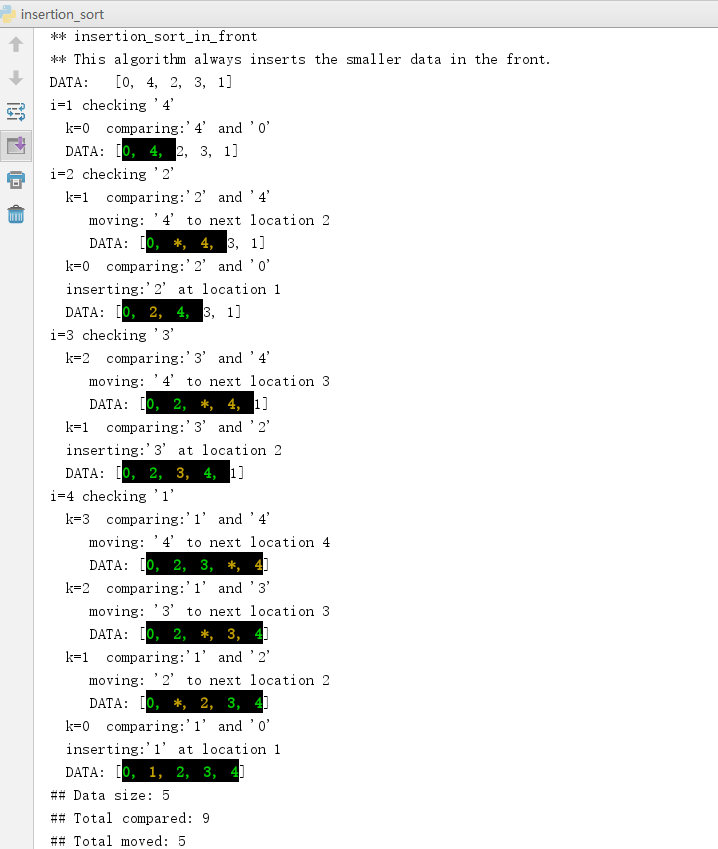 insertion_sort
** insertion_sort_in_front
** This algorithm always inserts the smaller data in the front.
DATA:   [0, 4, 2, 3, 1]
i=1 checking '4'
  k=0  comparing:'4' and '0'
  DATA: [0, 4, 2, 3, 1]
i=2 checking '2'
  k=1  comparing:'2' and '4'
     moving: '4' to next location 2
     DATA: [0, *, 4, 3, 1]
  k=0  comparing:'2' and '0'
  inserting:'2' at location 1
  DATA: [0, 2, 4, 3, 1]
i=3 checking '3'
  k=2  comparing:'3' and '4'
     moving: '4' to next location 3
     DATA: [0, 2, *, 4, 1]
  k=1  comparing:'3' and '2'
  inserting:'3' at location 2
  DATA: [0, 2, 3, 4, 1]
i=4 checking '1'
  k=3  comparing:'1' and '4'
     moving: '4' to next location 4
     DATA: [0, 2, 3, *, 4]
  k=2  comparing:'1' and '3'
     moving: '3' to next location 3
     DATA: [0, 2, *, 3, 4]
  k=1  comparing:'1' and '2'
     moving: '2' to next location 2
     DATA: [0, *, 2, 3, 4]
  k=0  comparing:'1' and '0'
  inserting:'1' at location 1
  DATA: [0, 1, 2, 3, 4]
## Data size: 5
## Total compared: 9
## Total moved: 5